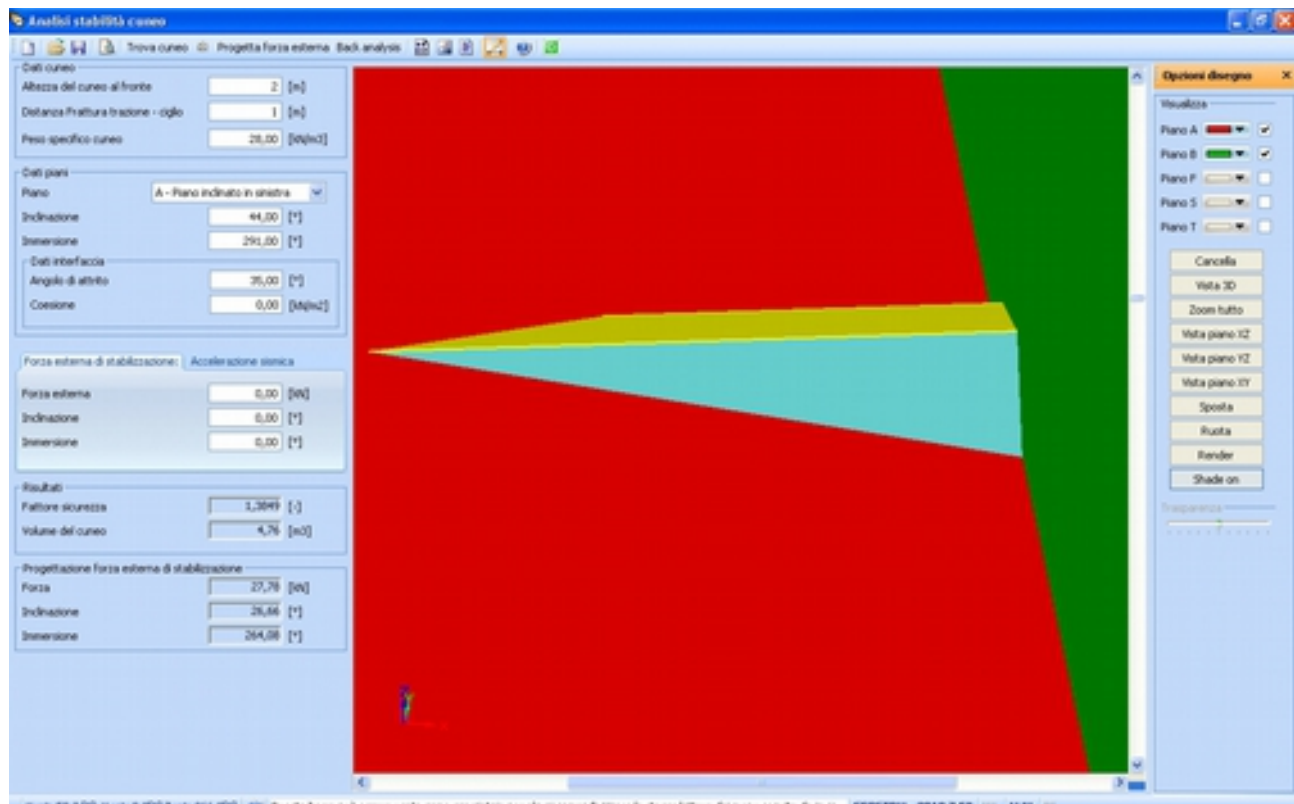 Analisi stabilità cuneo
Trova cuneo Progetta forza esterna Back analysis
Dati cuneo
Altezza del cuneo al fronte 2 [m]
Distanza Frattura trazione - ciglio 1 [m]
Peso specifico cuneo 28,00 [kN/m3]
Dati piani
Piano A - Piano inclinato in sinistra
Inclinazione 44,00 [°]
Immersione 291,00 [°]
Dati interfaccia
Angolo di attrito 35,00 [°]
Coesione 0,00 [kN/m2]
Forza esterna di stabilizzazione: Accelerazione sismica
Forza esterna 0,00 [kN]
Inclinazione 0,00 [°]
Immersione 0,00 [°]
Risultati
Fattore sicurezza 1,3849 [-]
Volume del cuneo 4,76 [m3]
Progettazione forza esterna di stabilizzazione
Forza 27,78 [kN]
Inclinazione 26,66 [°]
Immersione 264,08 [°]
Opzioni disegno
Visualizza
Piano A
Piano B
Piano F
Piano S
Piano T
Cancella
Vista 3D
Zoom tutto
Vista piano XZ
Vista piano YZ
Vista piano XY
Sposta
Ruota
Render
Shade on
Trasparenza